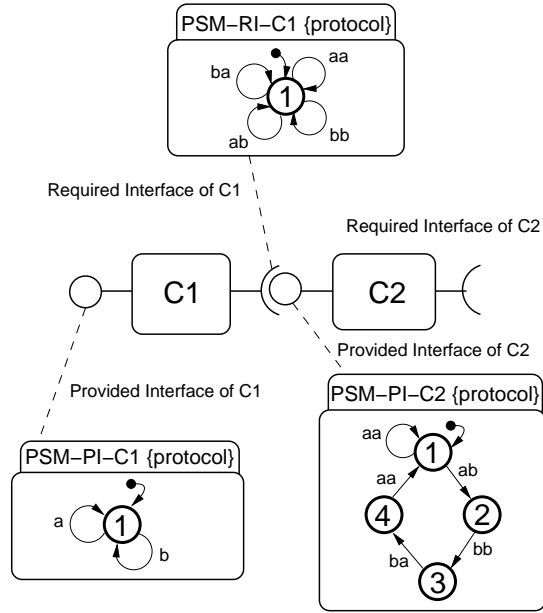 PSM–RI–C1 {protocol}
ba
aa
1
ab
bb
Required Interface of C1
Required Interface of C2
C1
C2
Provided Interface of C2
Provided Interface of C1
PSM–PI–C2 {protocol}
aa
1
ab
aa
4
2
ba
bb
3
PSM–PI–C1 {protocol}
a
1
b